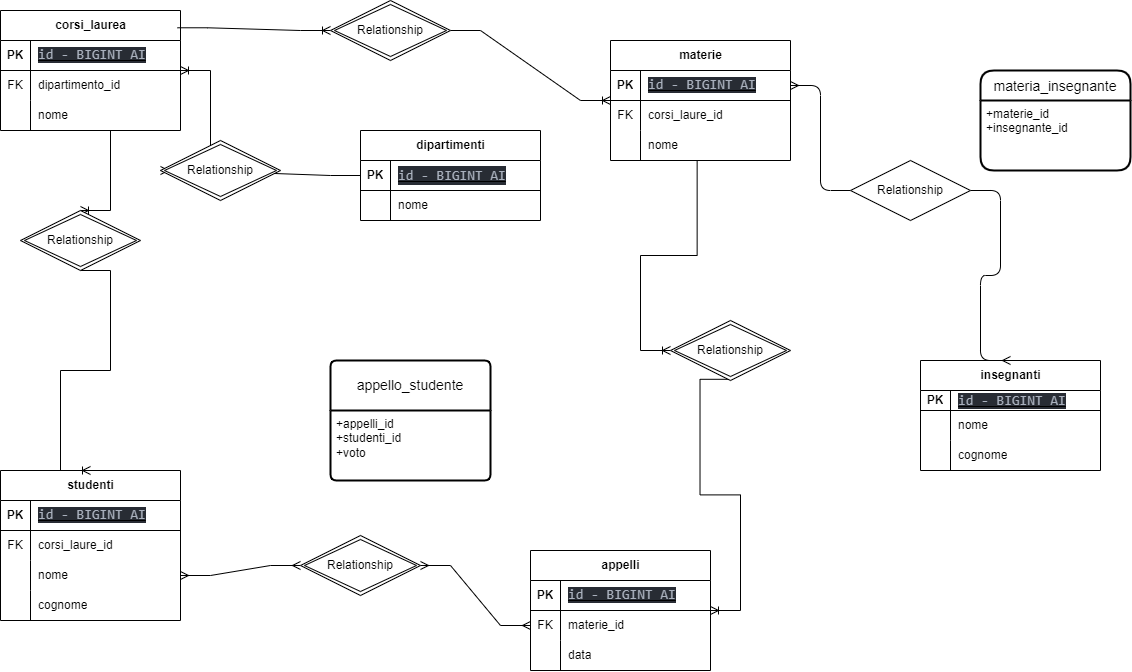 corsi_laurea
PK id - BIGINT AI
FK dipartimento_id
nome
Relationship
materie
PK id - BIGINT AI
FK corsi_laure_id
nome
materia_insegnante
+materie_id
+insegnante_id
Relationship
dipartimenti
PK id - BIGINT AI
nome
Relationship
Relationship
Relationship
appello_studente
+appelli_id
+studenti_id
+voto
insegnanti
PK id - BIGINT AI
nome
cognome
studenti
PK id - BIGINT AI
FK corsi_laure_id
nome
cognome
Relationship
appelli
PK id - BIGINT AI
FK materie_id
data